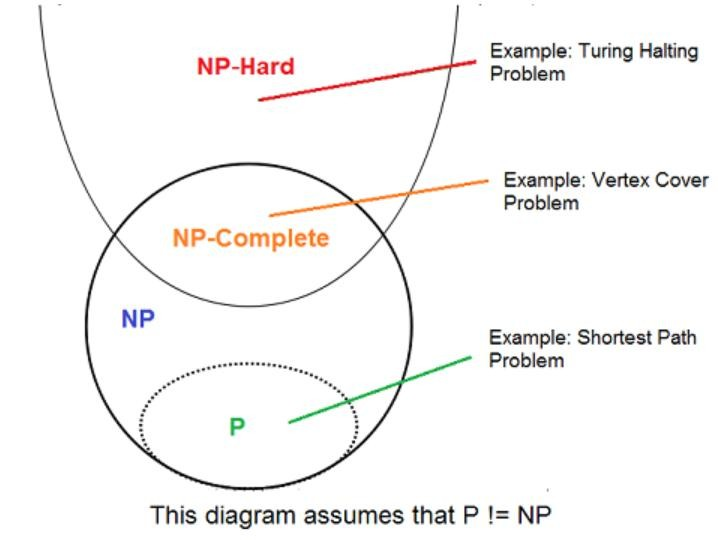 NP-Hard
Example: Turing Halting
Problem
Example: Vertex Cover
Problem
NP-Complete
NP
Example: Shortest Path
Problem
P
This diagram assumes that P != NP